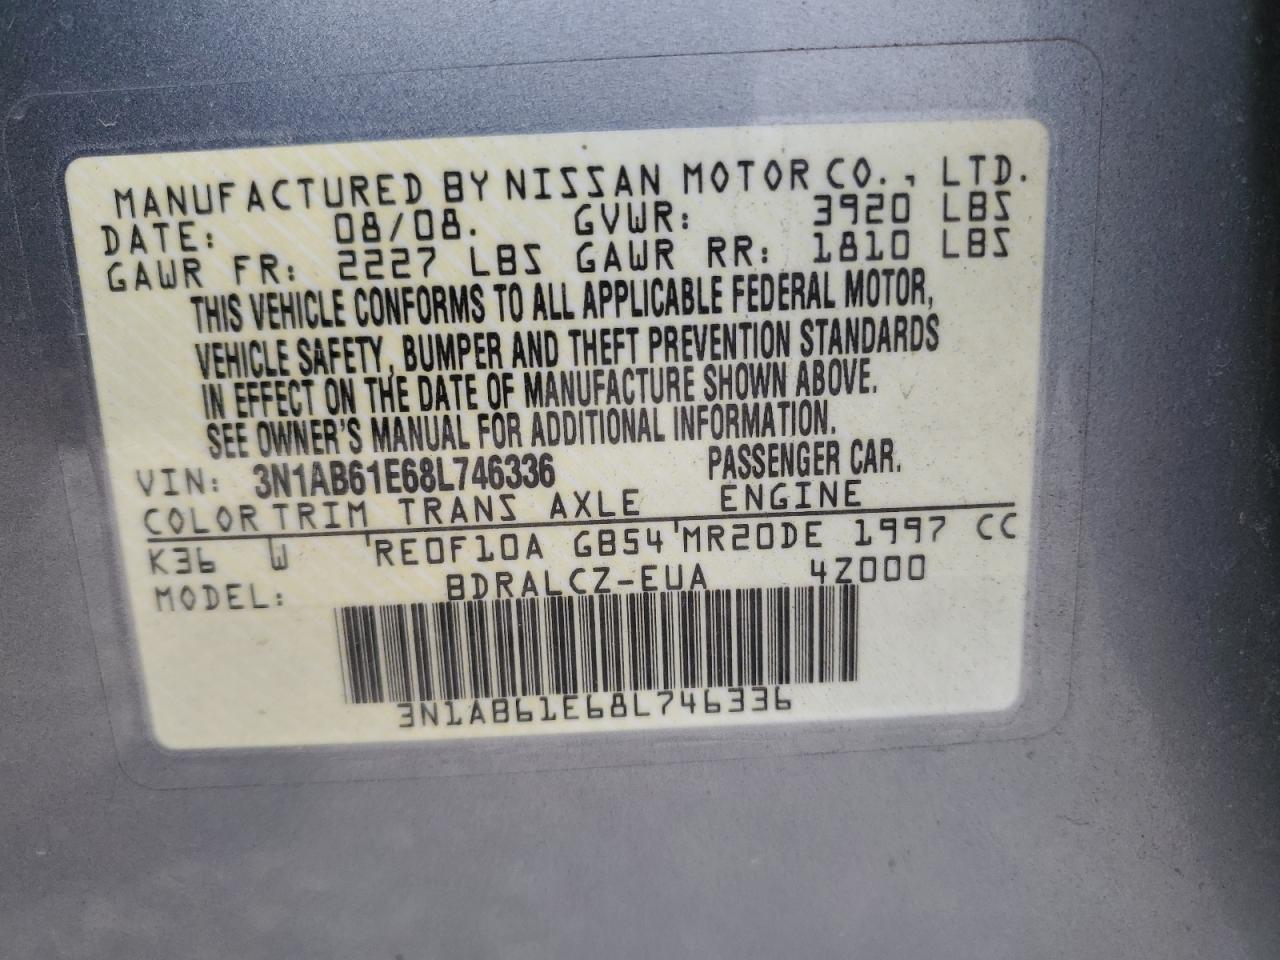 MANUFACTURED BY NISSAN MOTOR CO., LTD.
DATE: 08/08. GVWR: 3920 LBS
GAWR FR: 2227 LBS GAWR RR: 1810 LBS
THIS VEHICLE CONFORMS TO ALL APPLICABLE FEDERAL MOTOR,
VEHICLE SAFETY, BUMPER AND THEFT PREVENTION STANDARDS
IN EFFECT ON THE DATE OF MANUFACTURE SHOWN ABOVE.
SEE OWNER'S MANUAL FOR ADDITIONAL INFORMATION.
VIN: 3N1AB61E68L746336 PASSENGER CAR.
COLOR TRIM TRANS AXLE ENGINE
K36 W RE0F10A GB54 MR20DE 1997 CC
MODEL: BDRALCZ-EUA 4Z000
3N1AB61E68L746336